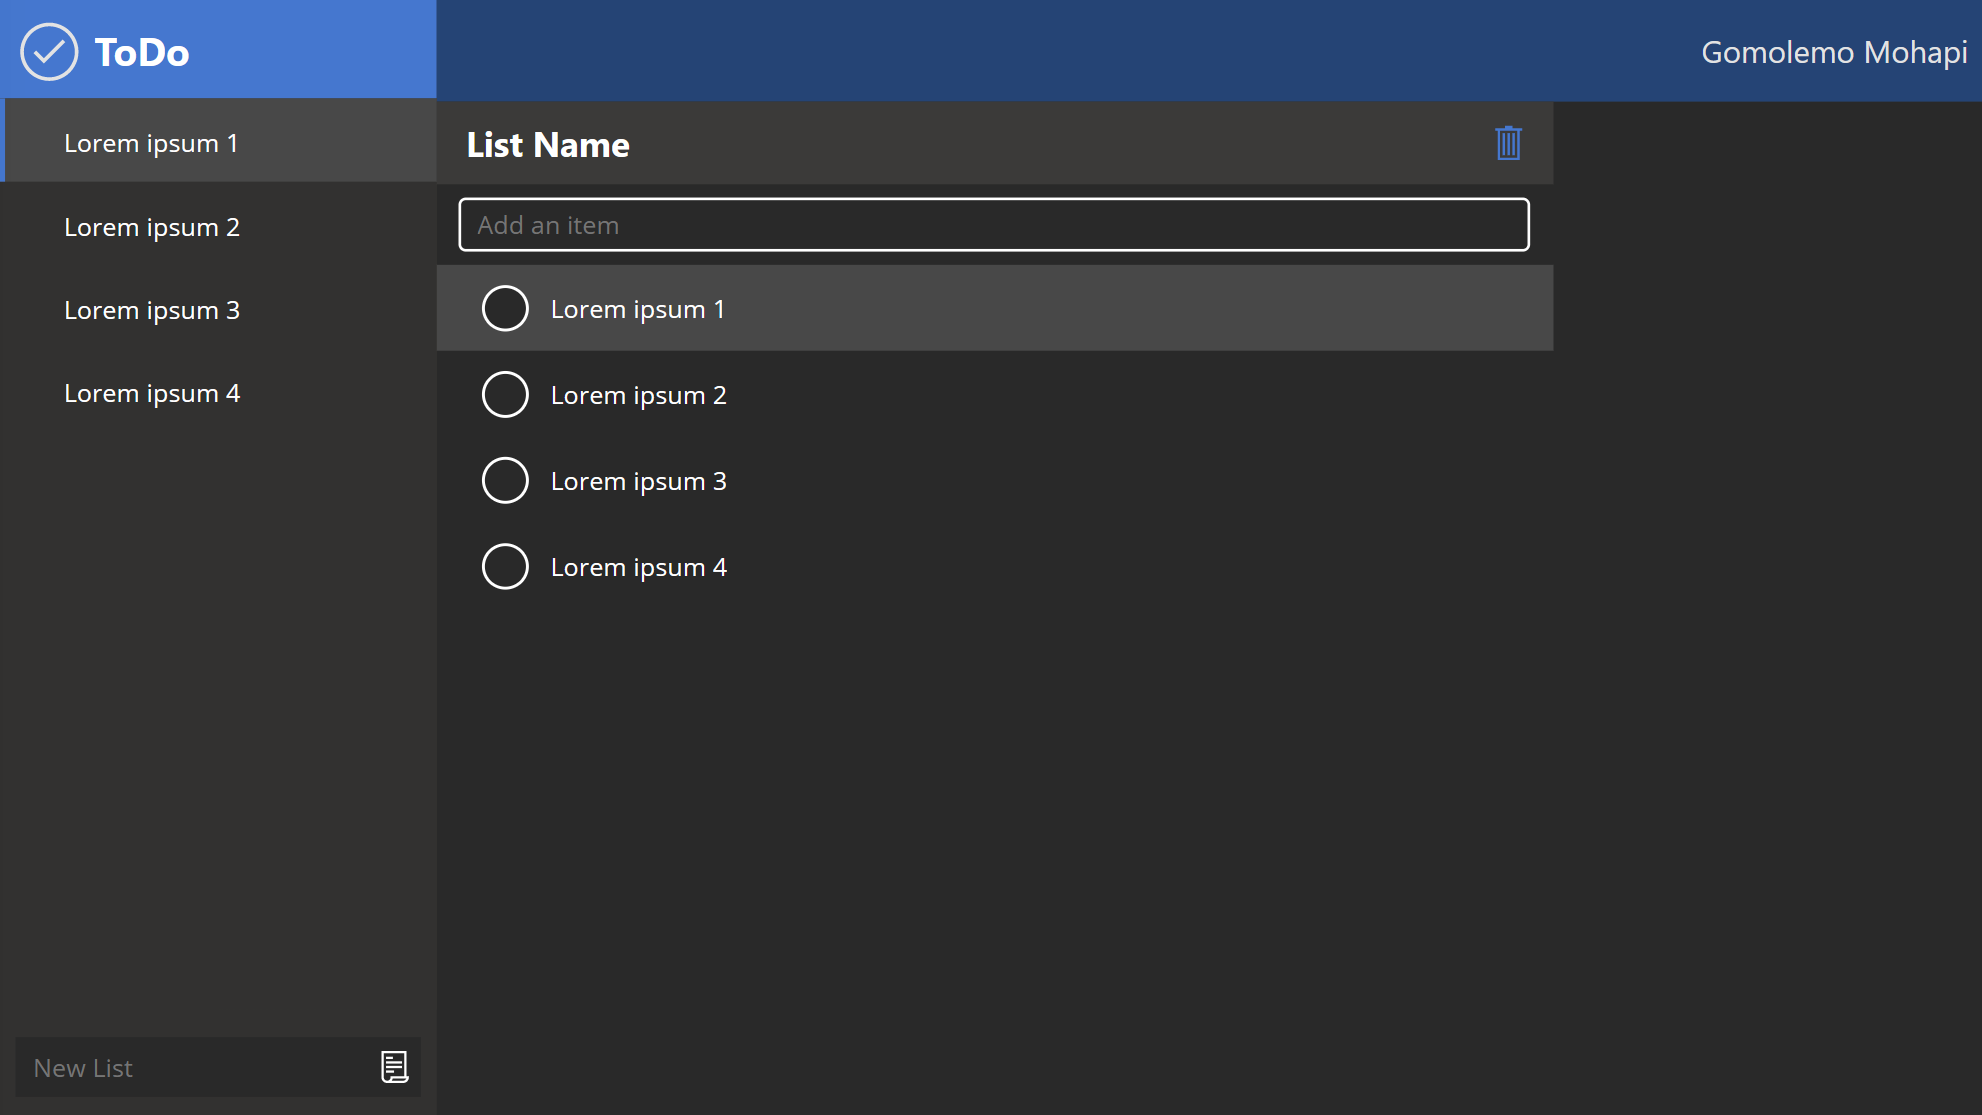 ToDo
Gomolemo Mohapi
Lorem ipsum 1
Lorem ipsum 2
Lorem ipsum 3
Lorem ipsum 4
New List
List Name
Add an item
Lorem ipsum 1
Lorem ipsum 2
Lorem ipsum 3
Lorem ipsum 4